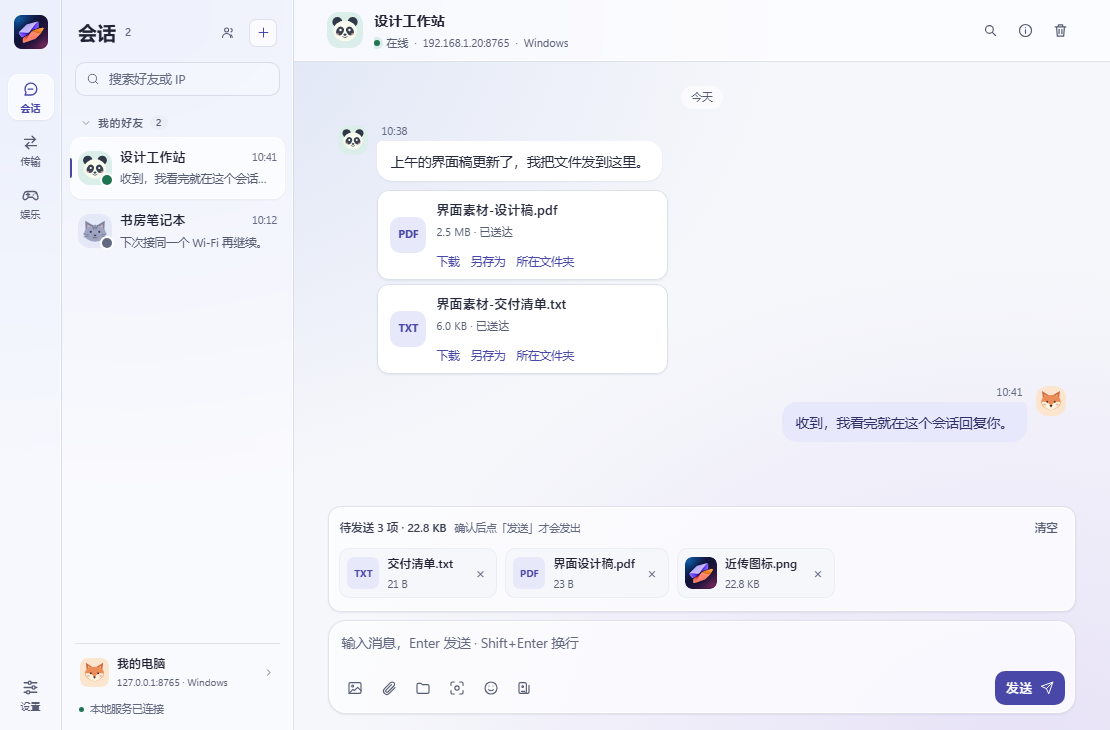 会话
传输
娱乐
设置
会话 2
搜索好友或 IP
我的好友 2
设计工作站 10:41
收到，我看完就在这个会话...
书房笔记本 10:12
下次接同一个 Wi-Fi 再继续。
我的电脑
127.0.0.1:8765 · Windows
本地服务已连接
设计工作站
在线 · 192.168.1.20:8765 · Windows
今天
10:38
上午的界面稿更新了，我把文件发到这里。
PDF
界面素材-设计稿.pdf
2.5 MB · 已送达
下载 另存为 所在文件夹
TXT
界面素材-交付清单.txt
6.0 KB · 已送达
下载 另存为 所在文件夹
10:41
收到，我看完就在这个会话回复你。
待发送 3 项 · 22.8 KB 确认后点「发送」才会发出 清空
TXT
交付清单.txt
21 B
PDF
界面设计稿.pdf
23 B
近传图标.png
22.8 KB
输入消息，Enter 发送 · Shift+Enter 换行
发送